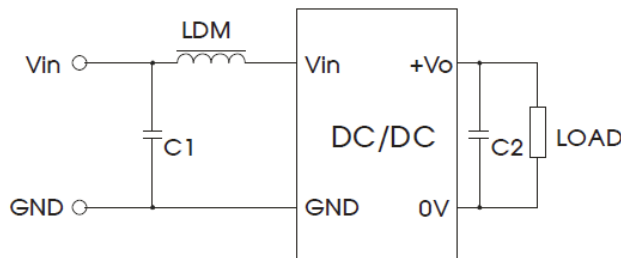 LDM
Vin
Vin
+Vo
C1
DC/DC
C2
LOAD
GND
GND
0V